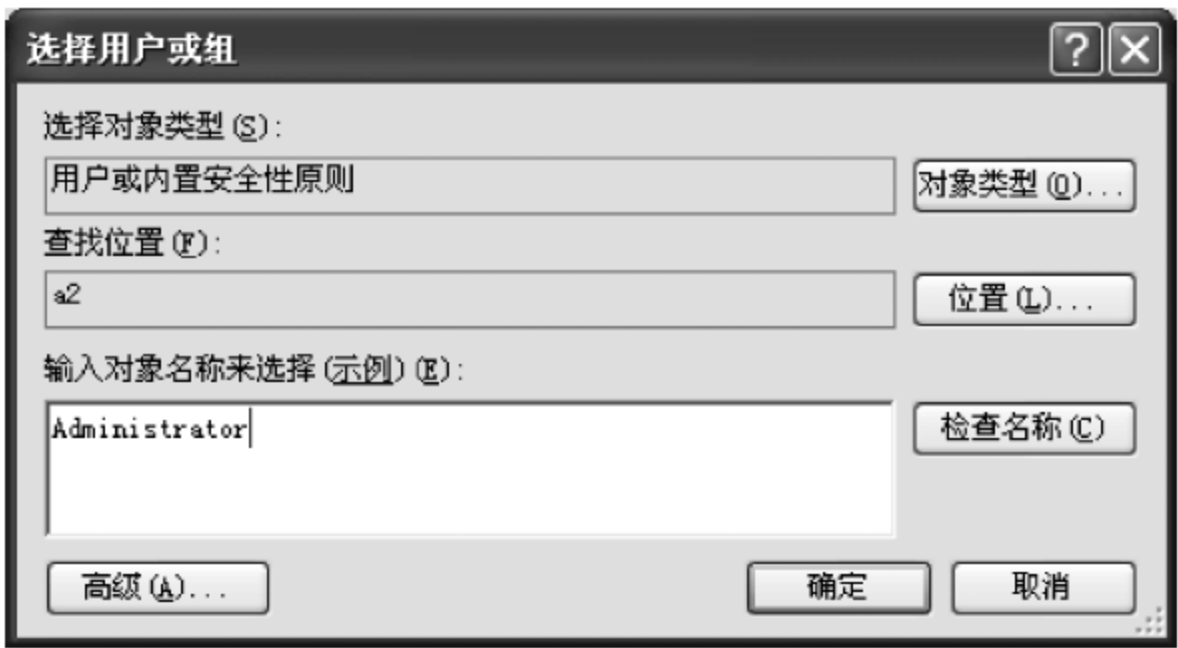 选择用户或组
选择对象类型(S):
用户或内置安全性原则
对象类型(O)...
查找位置(F):
a2
位置(L)...
输入对象名称来选择(示例)(E):
Administrator
检查名称(C)
高级(A)...
确定
取消